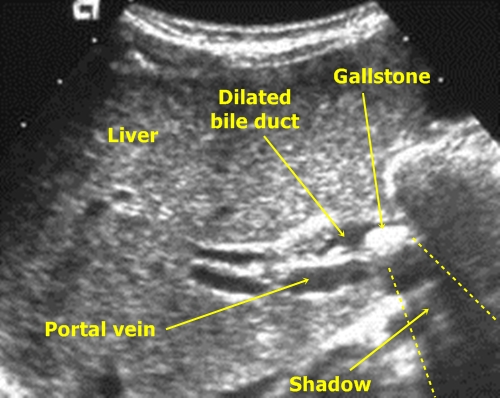 Gallstone
Dilated
bile duct
Liver
Portal vein
Shadow